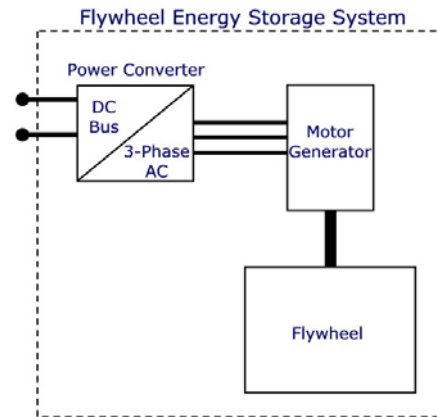 Flywheel Energy Storage System
Power Converter
DC
Bus
3-Phase
AC
Motor
Generator
Flywheel